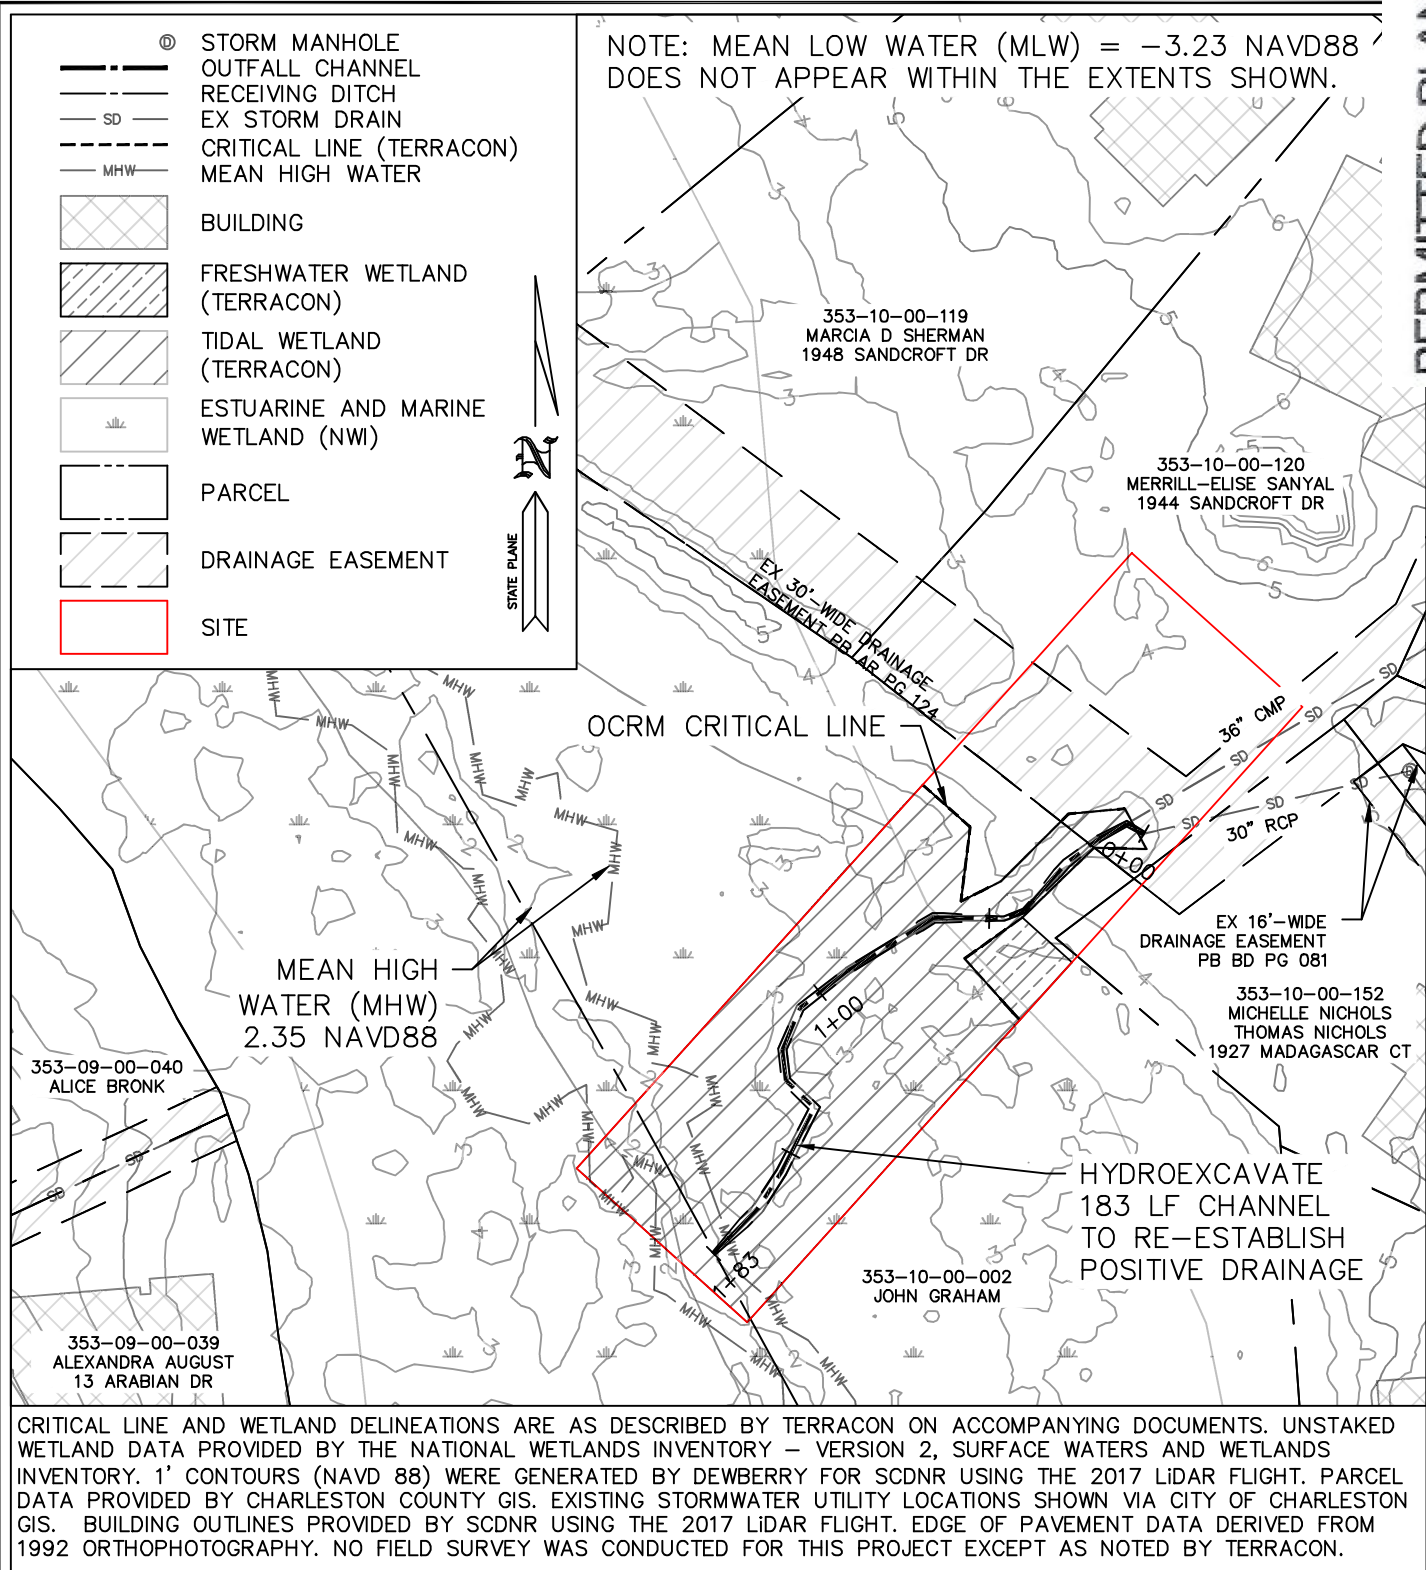 STORM MANHOLE
OUTFALL CHANNEL
RECEIVING DITCH
SD
EX STORM DRAIN
CRITICAL LINE (TERRACON)
MHW
MEAN HIGH WATER
BUILDING
FRESHWATER WETLAND
(TERRACON)
TIDAL WETLAND
(TERRACON)
ESTUARINE AND MARINE
WETLAND (NWI)
PARCEL
DRAINAGE EASEMENT
SITE
N
STATE PLANE
NOTE: MEAN LOW WATER (MLW) = -3.23 NAVD88
DOES NOT APPEAR WITHIN THE EXTENTS SHOWN.
353-10-00-119
MARCIA D SHERMAN
1948 SANDCROFT DR
353-10-00-120
MERRILL-ELISE SANYAL
1944 SANDCROFT DR
EX 30'-WIDE DRAINAGE
EASEMENT PB AR PG 124
OCRM CRITICAL LINE
36" CMP
30" RCP
0+00
1+00
1+83
EX 16'-WIDE
DRAINAGE EASEMENT
PB BD PG 081
353-10-00-152
MICHELLE NICHOLS
THOMAS NICHOLS
1927 MADAGASCAR CT
MEAN HIGH
WATER (MHW)
2.35 NAVD88
353-09-00-040
ALICE BRONK
HYDROEXCAVATE
183 LF CHANNEL
TO RE-ESTABLISH
POSITIVE DRAINAGE
353-10-00-002
JOHN GRAHAM
353-09-00-039
ALEXANDRA AUGUST
13 ARABIAN DR
CRITICAL LINE AND WETLAND DELINEATIONS ARE AS DESCRIBED BY TERRACON ON ACCOMPANYING DOCUMENTS. UNSTAKED
WETLAND DATA PROVIDED BY THE NATIONAL WETLANDS INVENTORY - VERSION 2, SURFACE WATERS AND WETLANDS
INVENTORY. 1' CONTOURS (NAVD 88) WERE GENERATED BY DEWBERRY FOR SCDNR USING THE 2017 LiDAR FLIGHT. PARCEL
DATA PROVIDED BY CHARLESTON COUNTY GIS. EXISTING STORMWATER UTILITY LOCATIONS SHOWN VIA CITY OF CHARLESTON
GIS. BUILDING OUTLINES PROVIDED BY SCDNR USING THE 2017 LiDAR FLIGHT. EDGE OF PAVEMENT DATA DERIVED FROM
1992 ORTHOPHOTOGRAPHY. NO FIELD SURVEY WAS CONDUCTED FOR THIS PROJECT EXCEPT AS NOTED BY TERRACON.